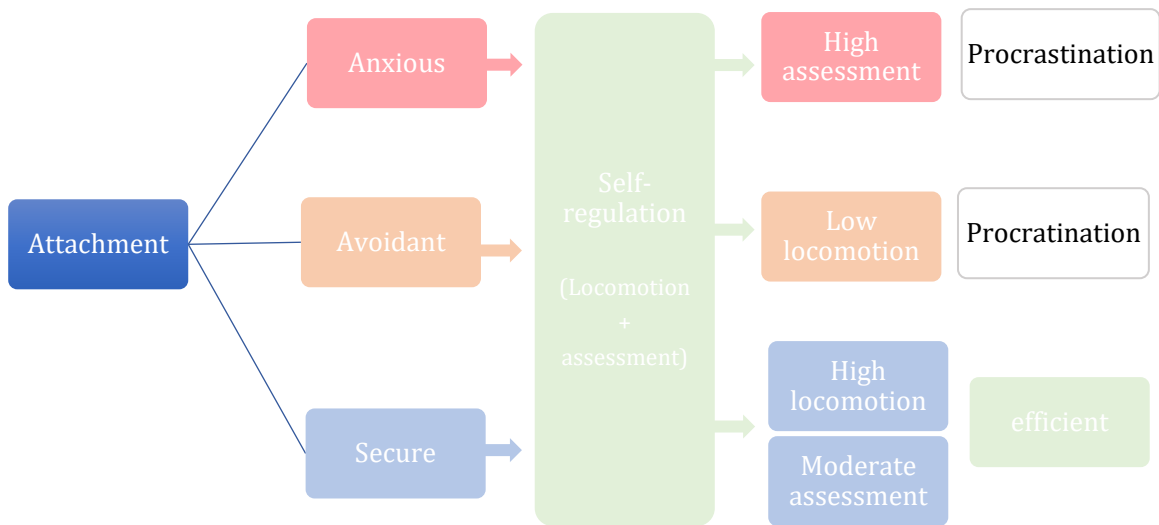 Attachment
Anxious
Avoidant
Secure
Self-
regulation
(Locomotion
+
assessment)
High
assessment
Procrastination
Low
locomotion
Procratination
High
locomotion
Moderate
assessment
efficient